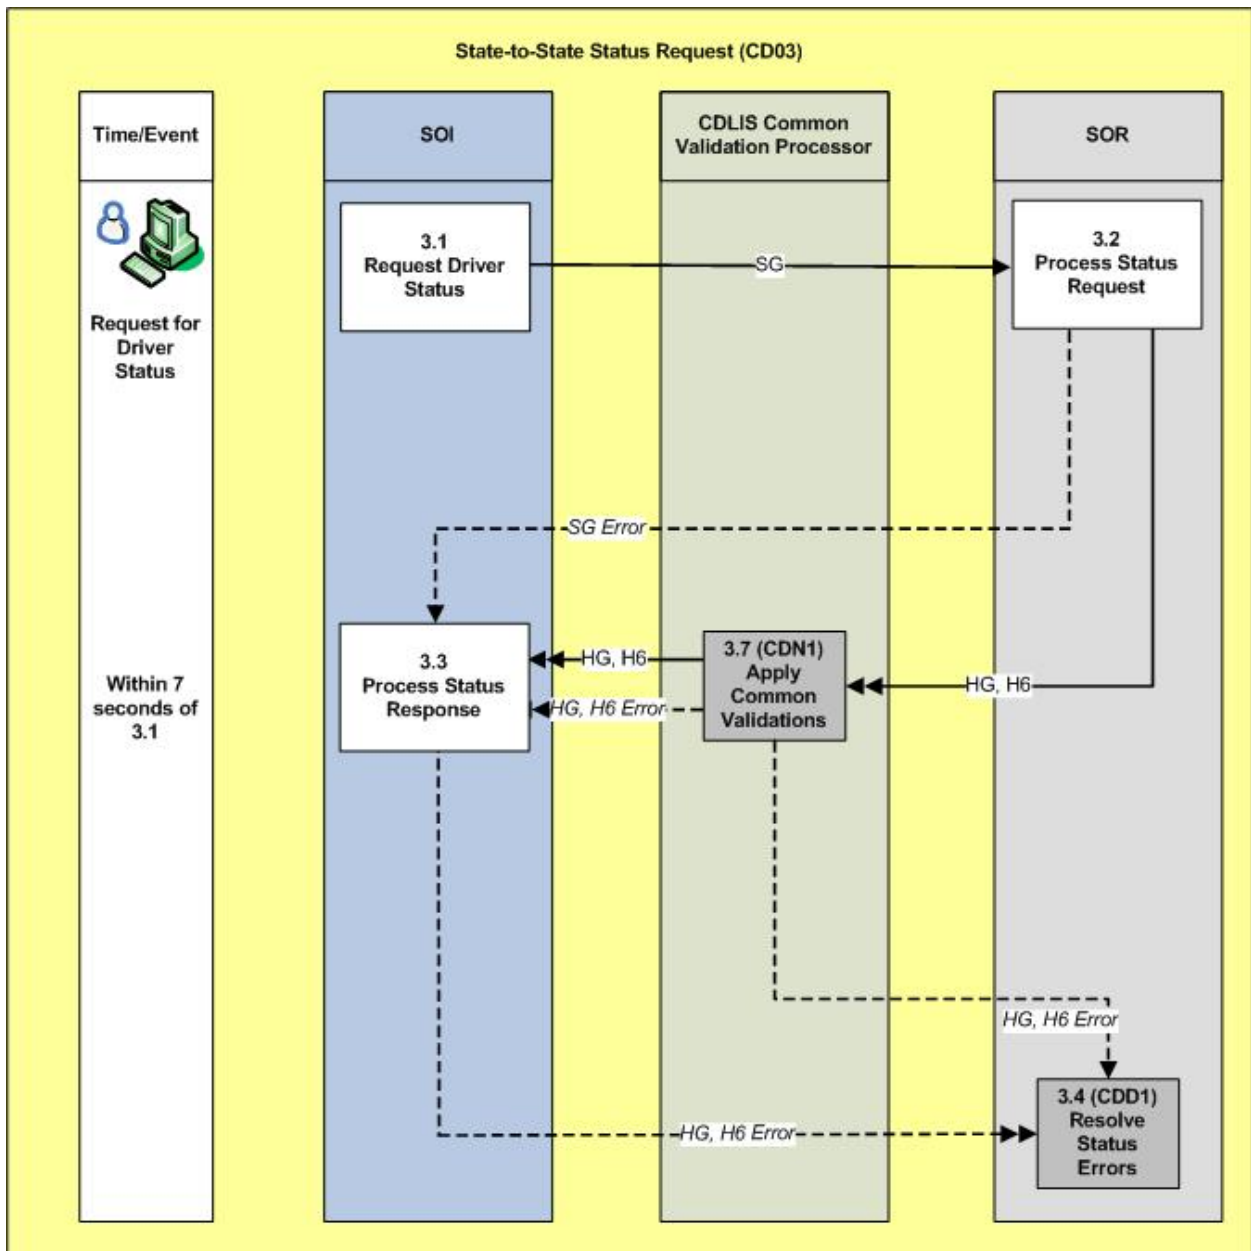 State-to-State Status Request (CD03)
Time/Event
SOI
CDLIS Common
Validation Processor
SOR
Request for
Driver
Status
3.1
Request Driver
Status
SG
3.2
Process Status
Request
SG Error
Within 7
seconds of
3.1
3.3
Process Status
Response
HG, H6
HG, H6 Error
3.7 (CDN1)
Apply
Common
Validations
HG, H6
HG, H6 Error
HG, H6 Error
3.4 (CDD1)
Resolve
Status
Errors